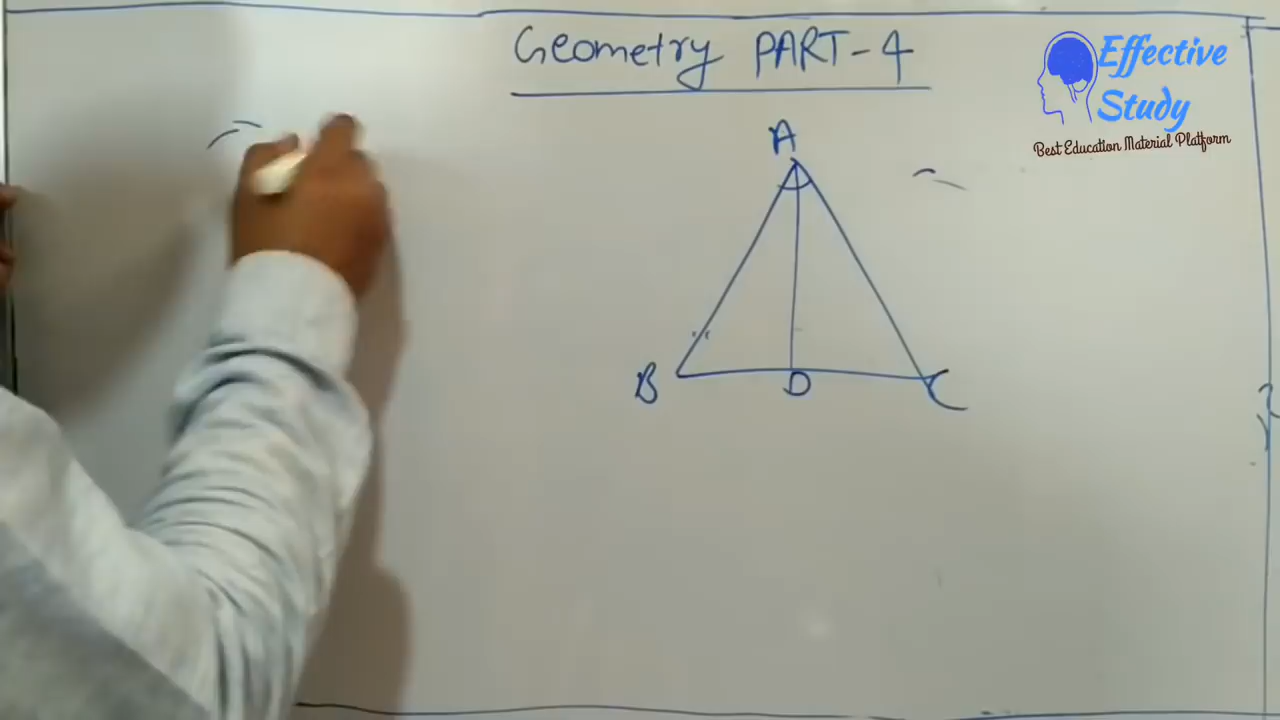 Geometry PART-4
Effective
Study
Best Education Material Platform
A
B
D
C